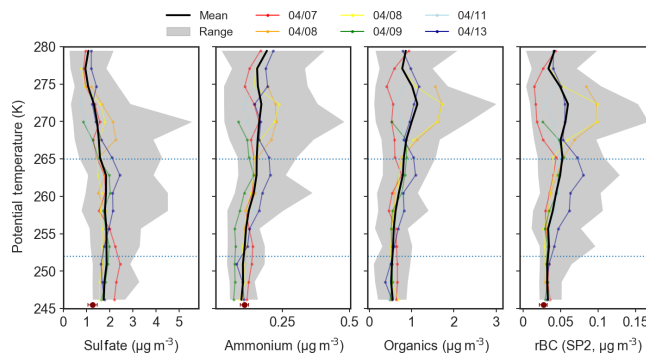 Mean 04/07 04/08 04/11
Range 04/08 04/09 04/13
Potential temperature (K)
280
275
270
265
260
255
250
245
0 1 2 3 4 5
0.25 0.5
0 1 2 3
0 0.05 0.1 0.15
Sulfate (μg m⁻³) Ammonium (μg m⁻³) Organics (μg m⁻³) rBC (SP2, μg m⁻³)